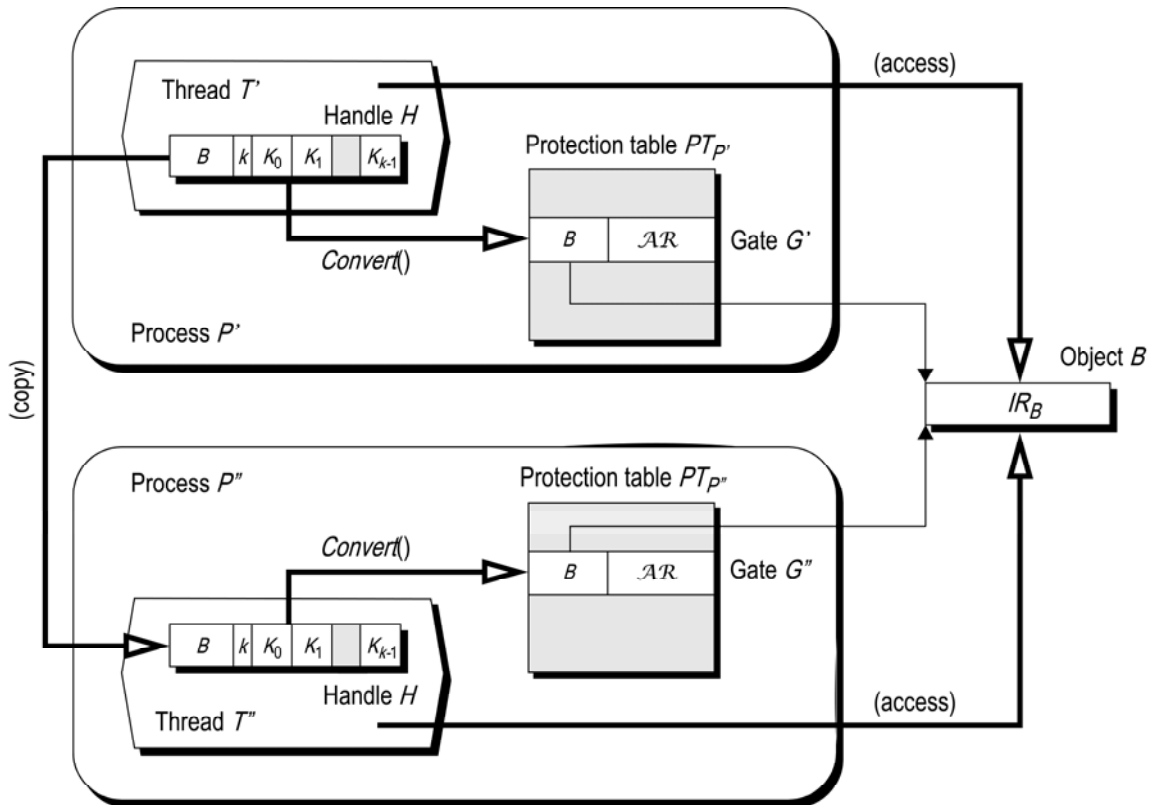 (access)
Thread T’
Handle H
B k K0 K1 Kk-1
Protection table PTP’
B AR
Gate G’
Convert()
Process P’
(copy)
Object B
IRB
Process P”
Protection table PTP”
Convert()
B AR
Gate G”
B k K0 K1 Kk-1
Handle H
Thread T”
(access)